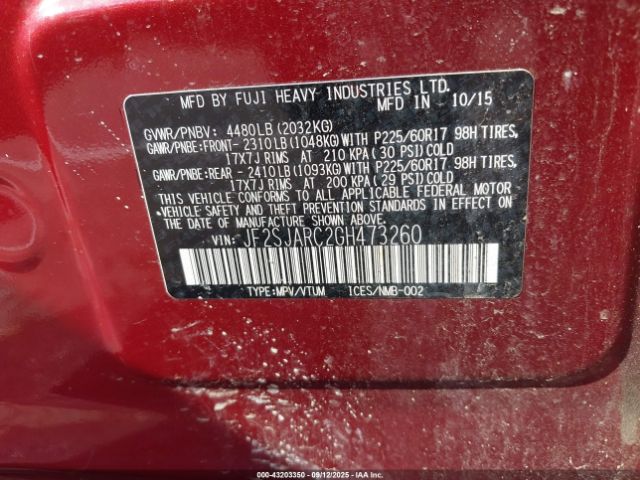 MFD BY FUJI HEAVY INDUSTRIES LTD.
MFD IN 10/15
GVWR/PNBV: 4480LB (2032KG)
GAWR/PNBE:FRONT- 2310LB (1048KG) WITH P225/60R17 98H TIRES,
17X7J RIMS AT 210 KPA (30 PSI) COLD
GAWR/PNBE:REAR - 2410LB (1093KG) WITH P225/60R17 98H TIRES,
17X7J RIMS AT 200 KPA (29 PSI) COLD
THIS VEHICLE CONFORMS TO ALL APPLICABLE FEDERAL MOTOR
VEHICLE SAFETY AND THEFT PREVENTION STANDARDS IN EFFECT ON
THE DATE OF MANUFACTURE SHOWN ABOVE.
VIN: JF2SJARC2GH473260
TYPE:MPV/VTUM ICES/NMB-002
000-43203350 - 09/12/2025 - IAAI.COM